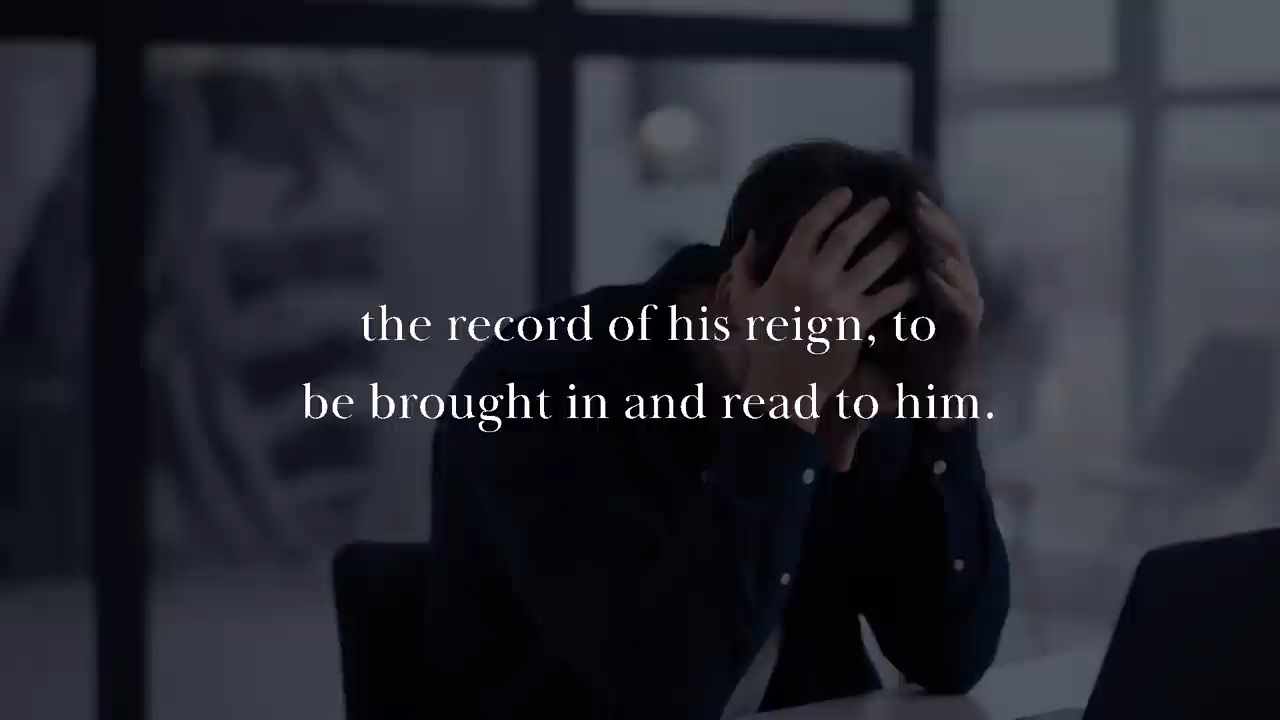 the record of his reign, to
be brought in and read to him.